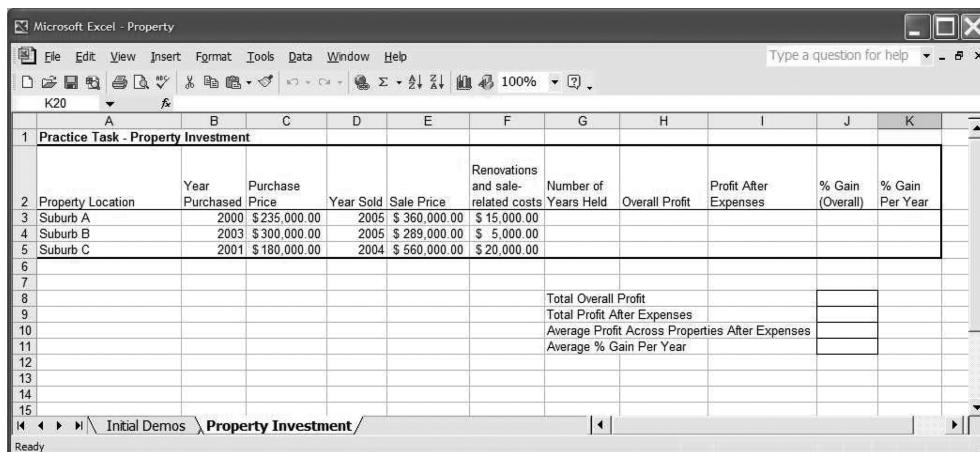 Microsoft Excel - Property
File Edit View Insert Format Tools Data Window Help Type a question for help
100%
K20 fx
A B C D E F G H I J K
1 Practice Task - Property Investment
2 Property Location Year Purchased Purchase Price Year Sold Sale Price Renovations and sale-related costs Number of Years Held Overall Profit Profit After Expenses % Gain (Overall) % Gain Per Year
3 Suburb A 2000 $235,000.00 2005 $ 360,000.00 $ 15,000.00
4 Suburb B 2003 $300,000.00 2005 $ 289,000.00 $ 5,000.00
5 Suburb C 2001 $180,000.00 2004 $ 560,000.00 $20,000.00
6
7
8 Total Overall Profit
9 Total Profit After Expenses
10 Average Profit Across Properties After Expenses
11 Average % Gain Per Year
12
13
14
15
Initial Demos Property Investment
Ready